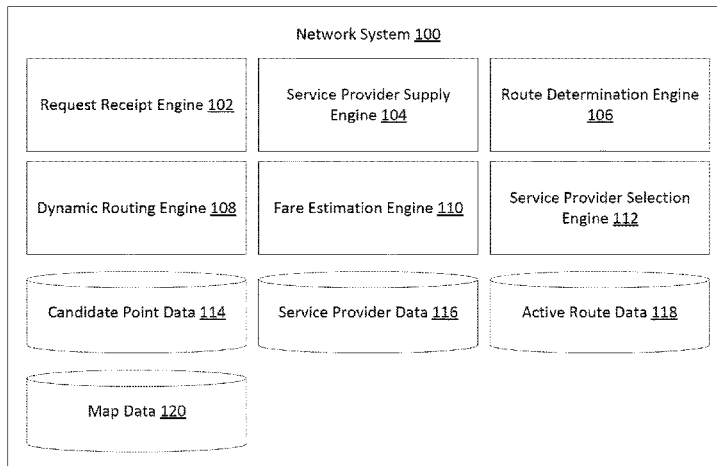 Network System 100
Request Receipt Engine 102
Service Provider Supply
Engine 104
Route Determination Engine
106
Dynamic Routing Engine 108
Fare Estimation Engine 110
Service Provider Selection
Engine 112
Candidate Point Data 114
Service Provider Data 116
Active Route Data 118
Map Data 120